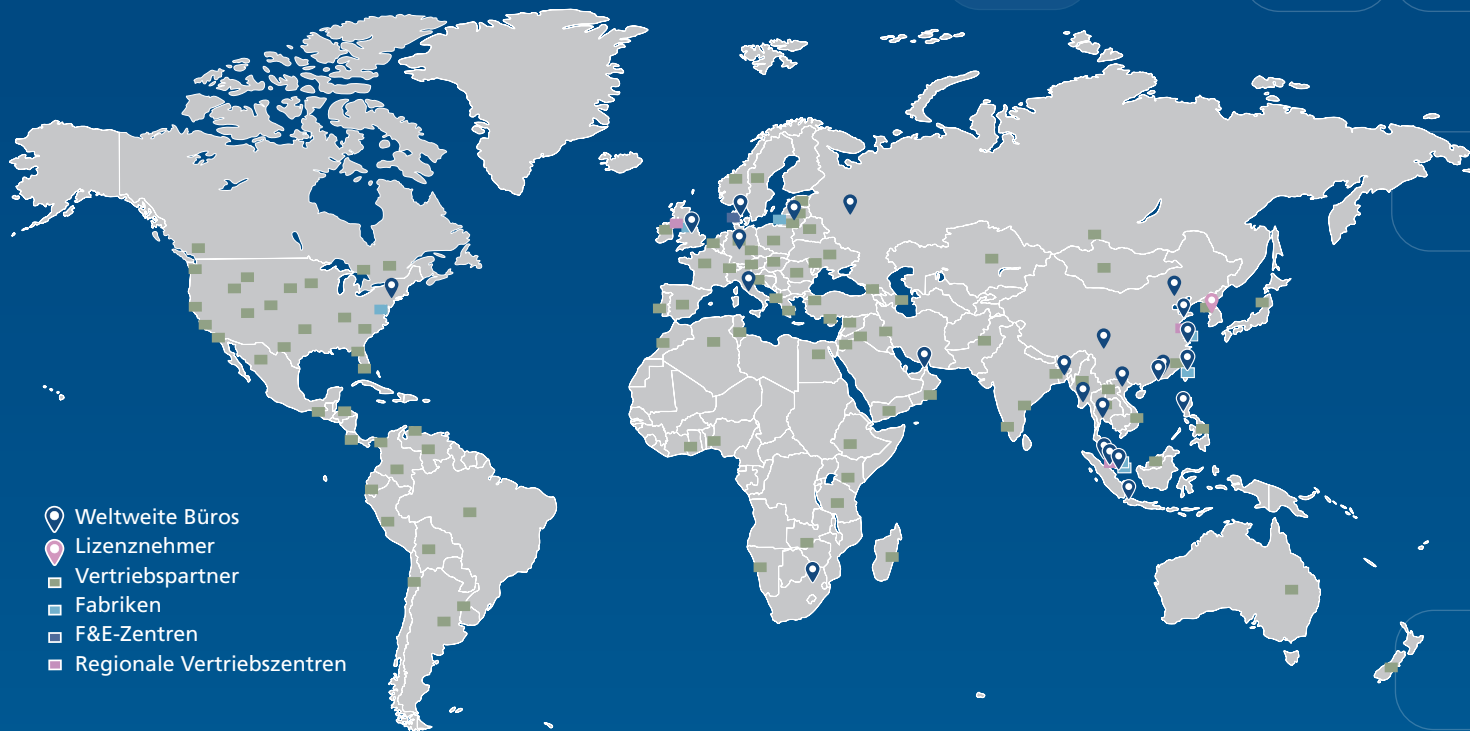 Weltweite Büros
Lizenznehmer
Vertriebspartner
Fabriken
F&E-Zentren
Regionale Vertriebszentren